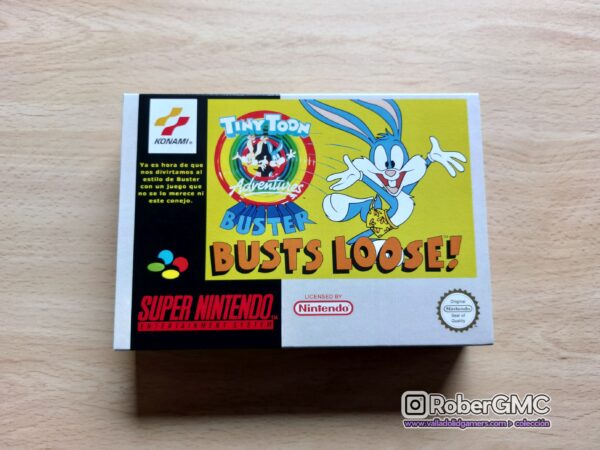 KONAMI®
Ya es hora de que
nos divirtamos al
estilo de Buster
con un juego que
no se lo merece ni
este conejo.
TINY TOON
Adventures
BUSTER
BUSTS LOOSE!
SUPER NINTENDO
ENTERTAINMENT SYSTEM
LICENSED BY
Nintendo
Original
Nintendo
Seal of
Quality
RoberGMC
www.valladolidgamers.com > colección